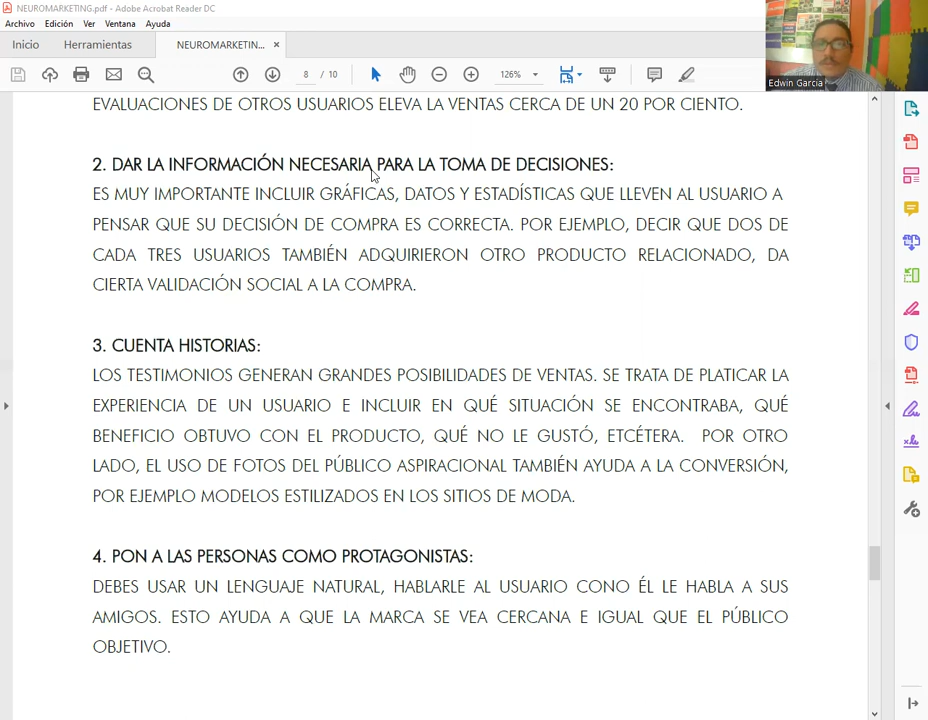 NEUROMARKETING.pdf - Adobe Acrobat Reader DC
Archivo Edición Ver Ventana Ayuda
Inicio Herramientas NEUROMARKETIN... ×
8 / 10 126%
Edwin García
EVALUACIONES DE OTROS USUARIOS ELEVA LA VENTAS CERCA DE UN 20 POR CIENTO.
2. DAR LA INFORMACIÓN NECESARIA PARA LA TOMA DE DECISIONES:
ES MUY IMPORTANTE INCLUIR GRÁFICAS, DATOS Y ESTADÍSTICAS QUE LLEVEN AL USUARIO A
PENSAR QUE SU DECISIÓN DE COMPRA ES CORRECTA. POR EJEMPLO, DECIR QUE DOS DE
CADA TRES USUARIOS TAMBIÉN ADQUIRIERON OTRO PRODUCTO RELACIONADO, DA
CIERTA VALIDACIÓN SOCIAL A LA COMPRA.
3. CUENTA HISTORIAS:
LOS TESTIMONIOS GENERAN GRANDES POSIBILIDADES DE VENTAS. SE TRATA DE PLATICAR LA
EXPERIENCIA DE UN USUARIO E INCLUIR EN QUÉ SITUACIÓN SE ENCONTRABA, QUÉ
BENEFICIO OBTUVO CON EL PRODUCTO, QUÉ NO LE GUSTÓ, ETCÉTERA. POR OTRO
LADO, EL USO DE FOTOS DEL PÚBLICO ASPIRACIONAL TAMBIÉN AYUDA A LA CONVERSIÓN,
POR EJEMPLO MODELOS ESTILIZADOS EN LOS SITIOS DE MODA.
4. PON A LAS PERSONAS COMO PROTAGONISTAS:
DEBES USAR UN LENGUAJE NATURAL, HABLARLE AL USUARIO CONO ÉL LE HABLA A SUS
AMIGOS. ESTO AYUDA A QUE LA MARCA SE VEA CERCANA E IGUAL QUE EL PÚBLICO
OBJETIVO.